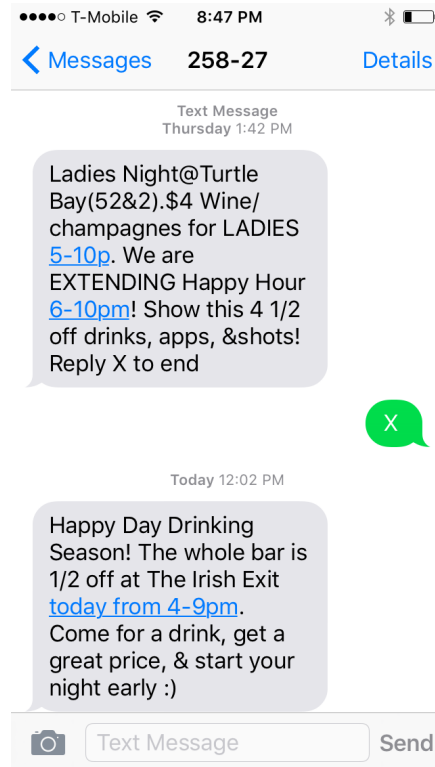 T-Mobile 8:47 PM
Messages 258-27 Details
Text Message
Thursday 1:42 PM
Ladies Night@Turtle
Bay(52&2).$4 Wine/
champagnes for LADIES
5-10p. We are
EXTENDING Happy Hour
6-10pm! Show this 4 1/2
off drinks, apps, &shots!
Reply X to end
X
Today 12:02 PM
Happy Day Drinking
Season! The whole bar is
1/2 off at The Irish Exit
today from 4-9pm.
Come for a drink, get a
great price, & start your
night early :)
Text Message Send